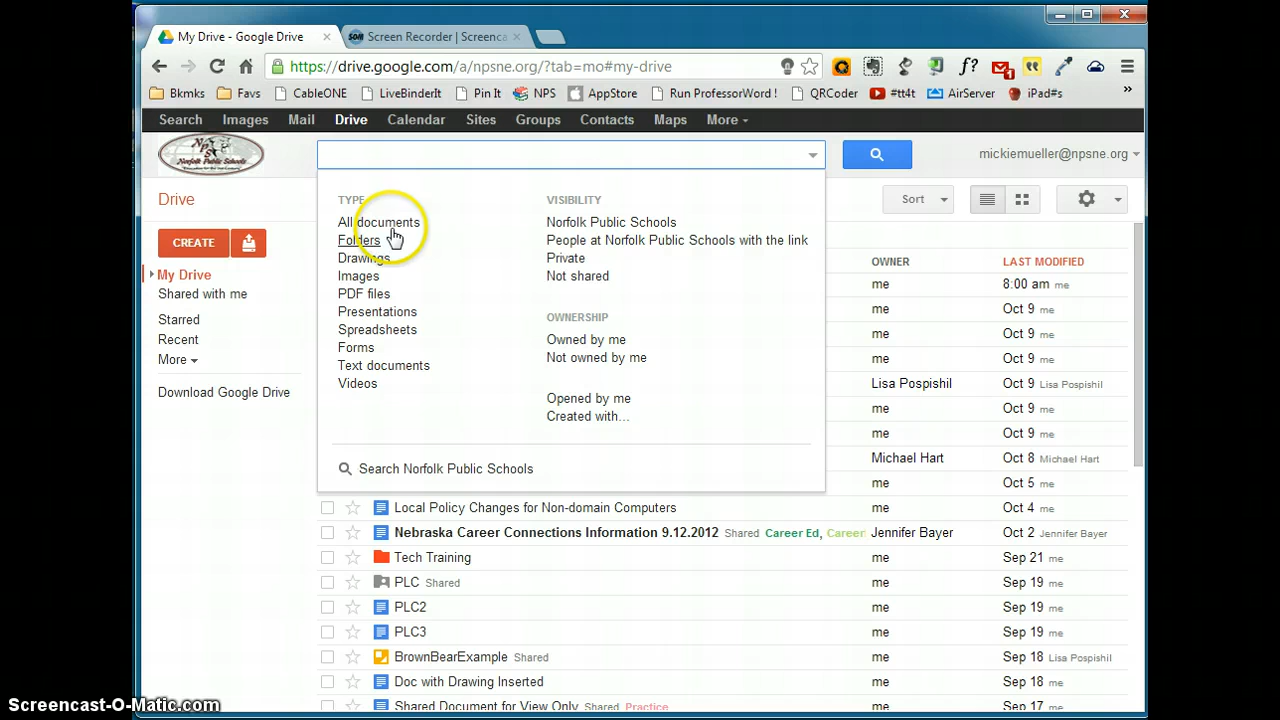 My Drive - Google Drive
Screen Recorder | Screenca
https://drive.google.com/a/npsne.org/?tab=mo#my-drive
Bkmks Favs CableONE LiveBinderIt Pin It NPS AppStore Run ProfessorWord ! QRCoder #tt4t AirServer iPad#s »
Search Images Mail Drive Calendar Sites Groups Contacts Maps More
Norfolk Public Schools
mickiemueller@npsne.org
Drive
Sort
CREATE
My Drive
Shared with me
Starred
Recent
More
Download Google Drive
TYPE
All documents
Folders
Drawings
Images
PDF files
Presentations
Spreadsheets
Forms
Text documents
Videos
VISIBILITY
Norfolk Public Schools
People at Norfolk Public Schools with the link
Private
Not shared
OWNERSHIP
Owned by me
Not owned by me
Opened by me
Created with...
Search Norfolk Public Schools
OWNER LAST MODIFIED
me 8:00 am me
me Oct 9 me
me Oct 9 me
me Oct 9 me
Lisa Pospishil Oct 9 Lisa Pospishil
me Oct 9 me
me Oct 9 me
Michael Hart Oct 8 Michael Hart
me Oct 5 me
Local Policy Changes for Non-domain Computers me Oct 4 me
Nebraska Career Connections Information 9.12.2012 Shared Career Ed, Career Jennifer Bayer Oct 2 Jennifer Bayer
Tech Training me Sep 21 me
PLC Shared me Sep 19 me
PLC2 me Sep 19 me
PLC3 me Sep 19 me
BrownBearExample Shared me Sep 18 Lisa Pospishil
Doc with Drawing Inserted me Sep 18 me
Shared Document for View Only Shared Practice me Sep 17 me
Screencast-O-Matic.com